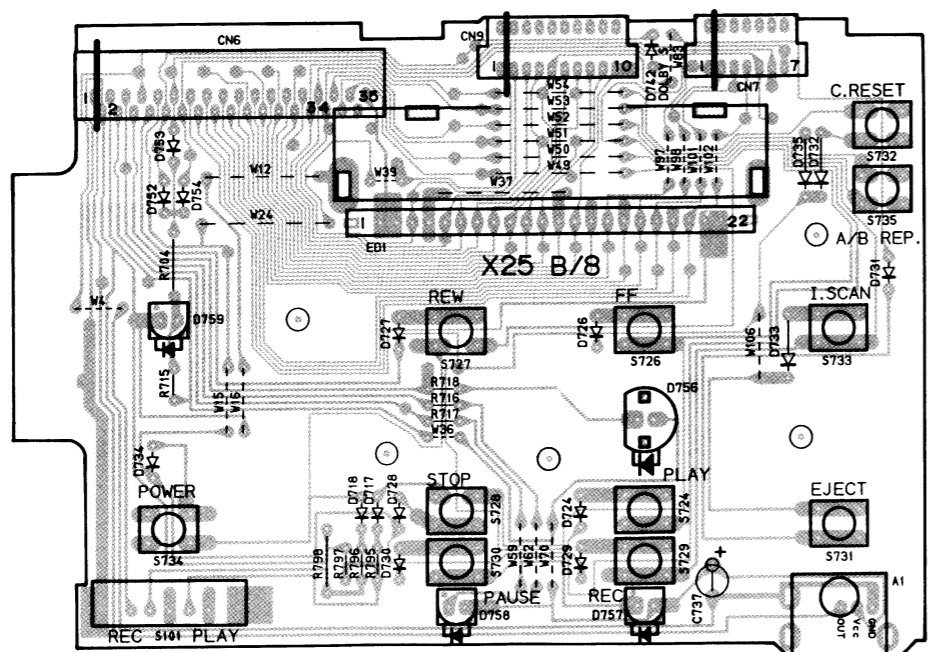 CN6
CN9
1
10
D742
DOLBY S
W83
1
7
CN7
C.RESET
1
2
34
35
W54
W53
W52
W51
W50
W49
W97
W98
W101
W102
D735
D732
S732
D753
D752
D754
W12
W39
W37
S735
W24
1
22
ED1
A/B REP.
X25 B/8
R704
D731
W4
D759
REW
FF
I.SCAN
D727
S727
D726
S726
W106
D733
S733
R715
W15
W16
R718
R716
R717
W36
D756
D734
POWER
STOP
PLAY
EJECT
D718
D717
D728
S728
D724
S724
S734
S731
R798
R797
R796
R795
D730
S730
W59
W62
W70
D729
S729
PAUSE
D758
REC
D757
C737
+
A1
OUT
Vcc
GND
REC S101 PLAY